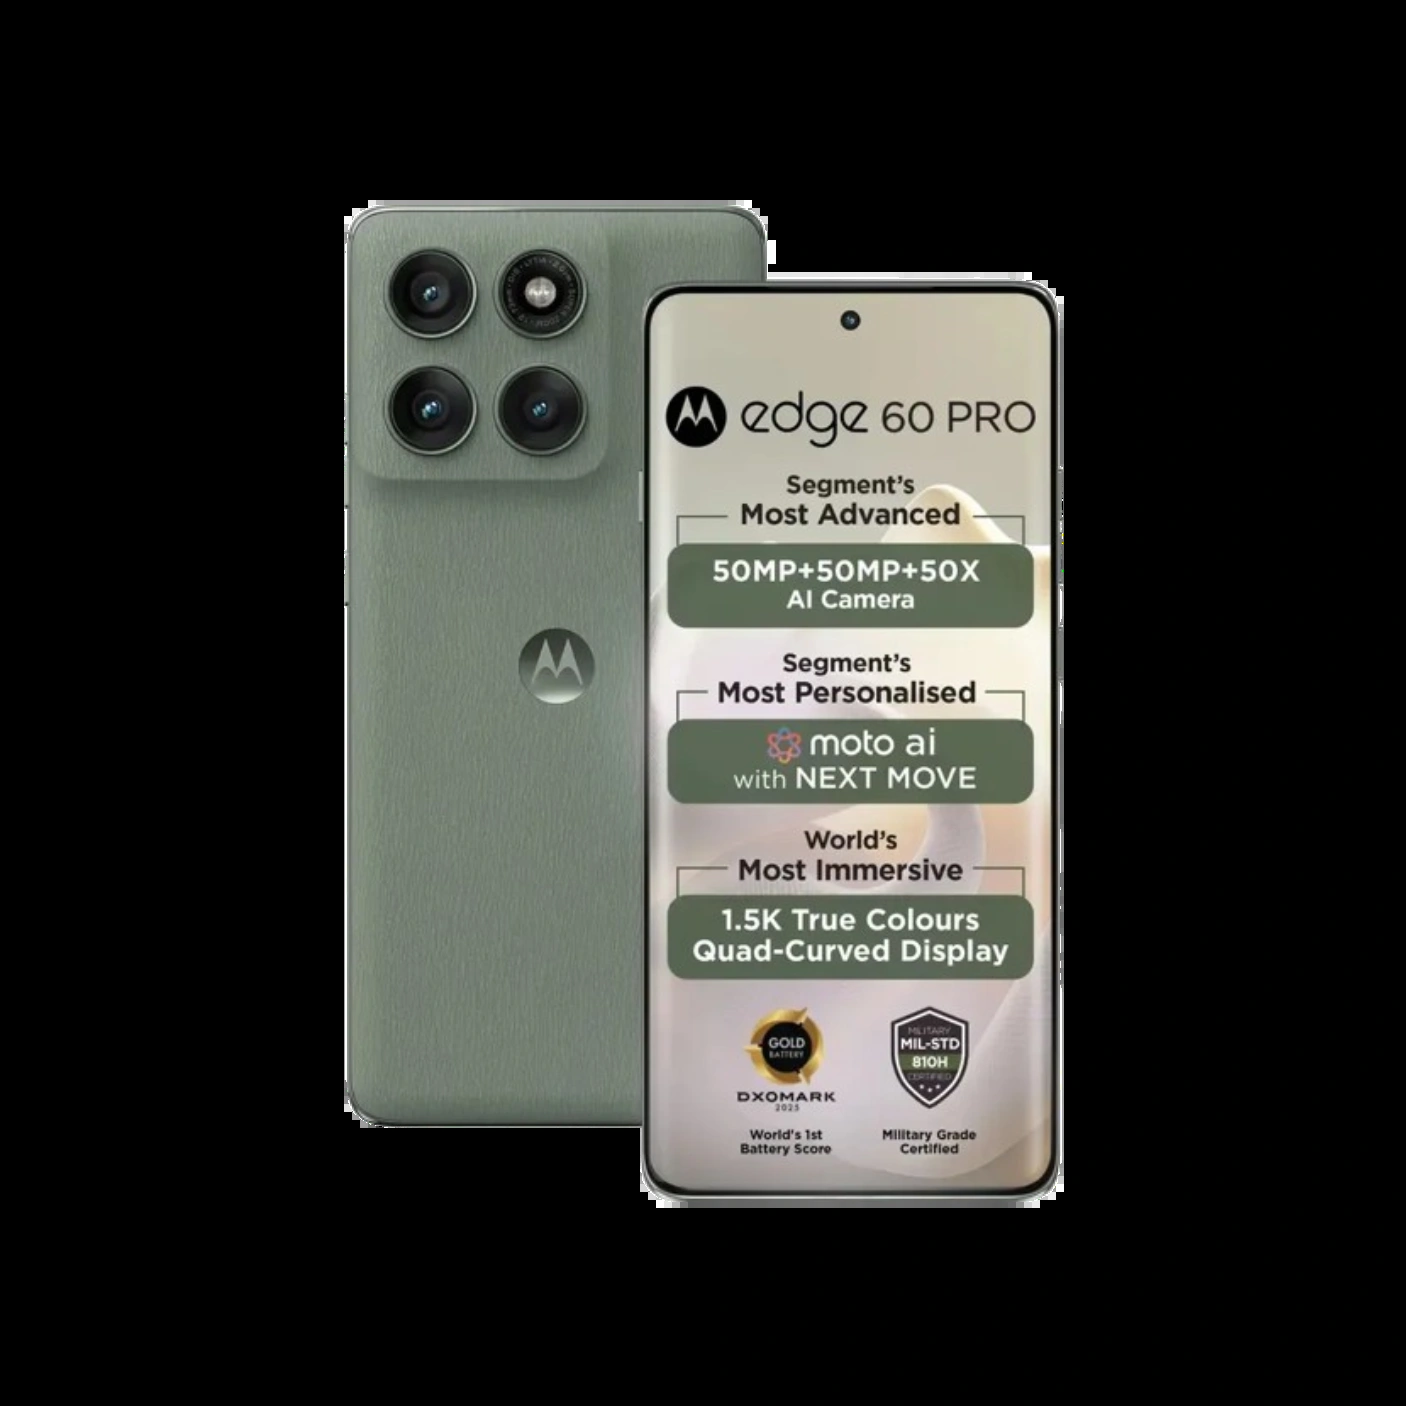 edge 60 PRO
Segment's
Most Advanced
50MP+50MP+50X
AI Camera
Segment's
Most Personalised
moto ai
with NEXT MOVE
World's
Most Immersive
1.5K True Colours
Quad-Curved Display
GOLD
BATTERY
DXOMARK
2025
World's 1st
Battery Score
MILITARY
MIL-STD
810H
CERTIFIED
Military Grade
Certified